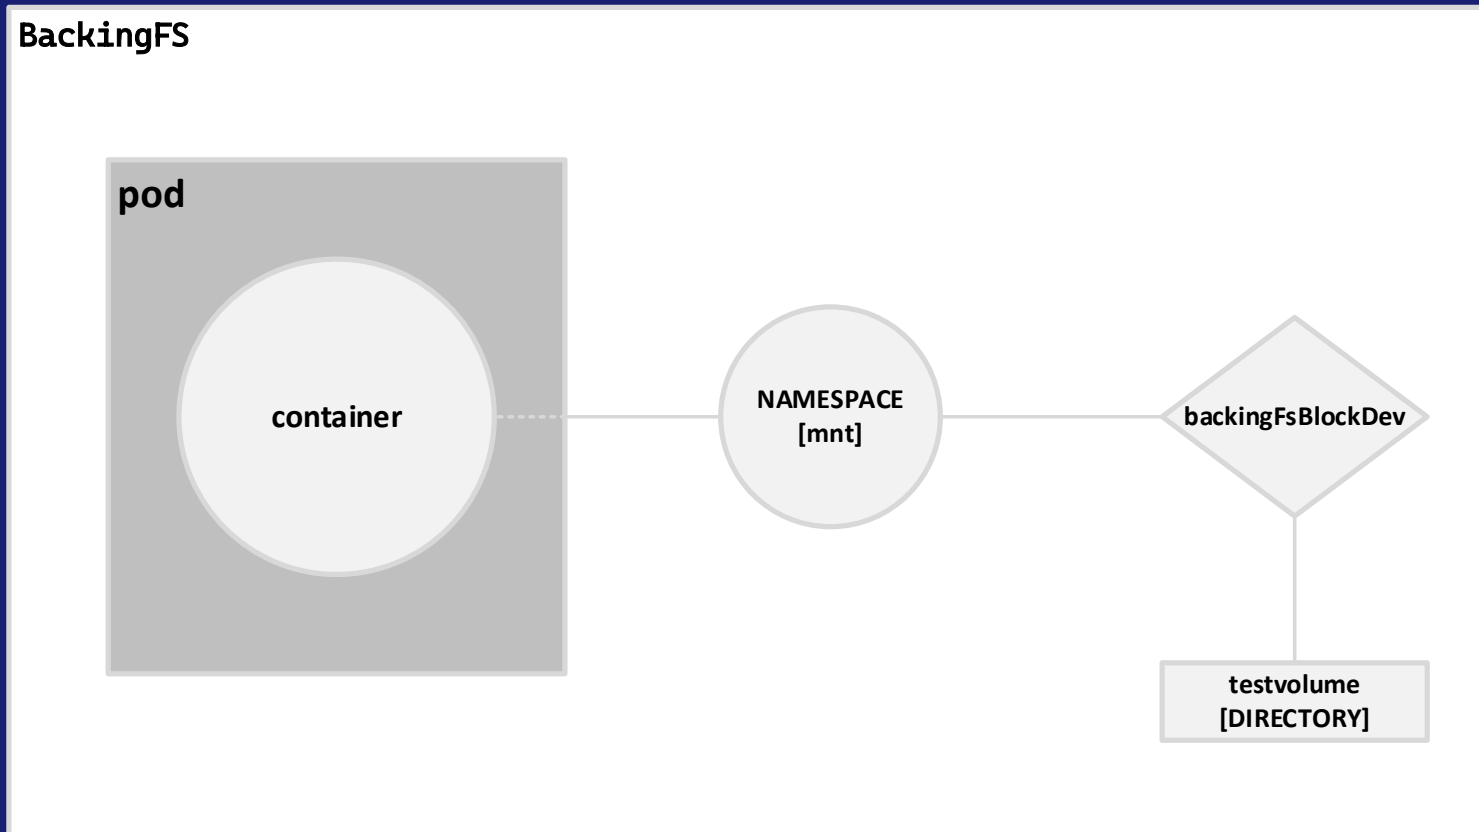 BackingFS
pod
container
NAMESPACE
[mnt]
backingFsBlockDev
testvolume
[DIRECTORY]